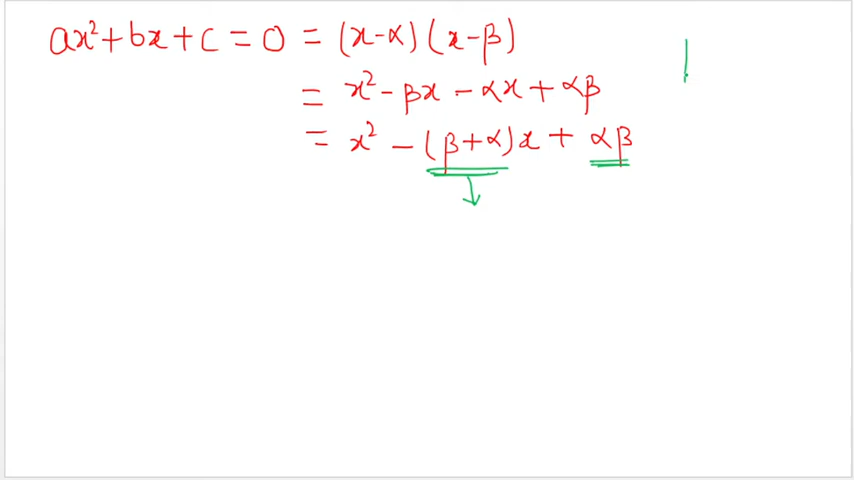 ax² + bx + c = 0 = (x-α) (x-β)
= x² - βx - αx + αβ
= x² - (β+α)x + αβ